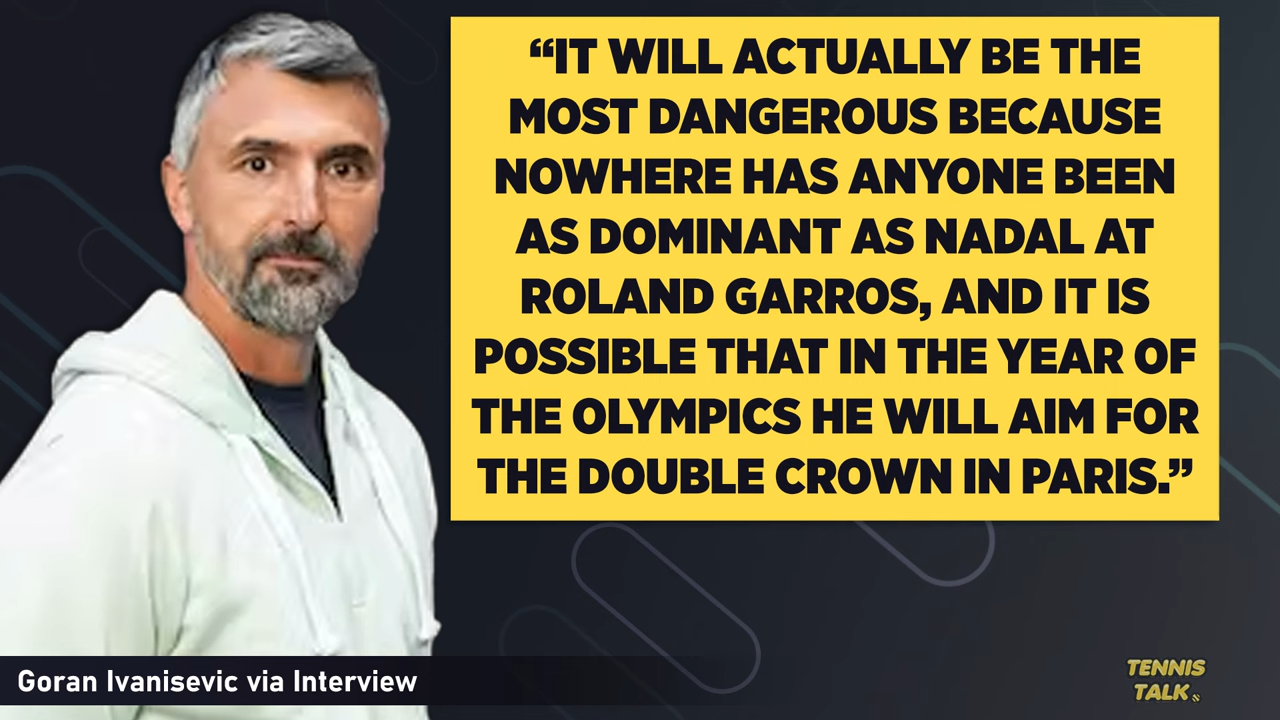 “IT WILL ACTUALLY BE THE
MOST DANGEROUS BECAUSE
NOWHERE HAS ANYONE BEEN
AS DOMINANT AS NADAL AT
ROLAND GARROS, AND IT IS
POSSIBLE THAT IN THE YEAR OF
THE OLYMPICS HE WILL AIM FOR
THE DOUBLE CROWN IN PARIS.”
Goran Ivanisevic via Interview
TENNIS
TALK